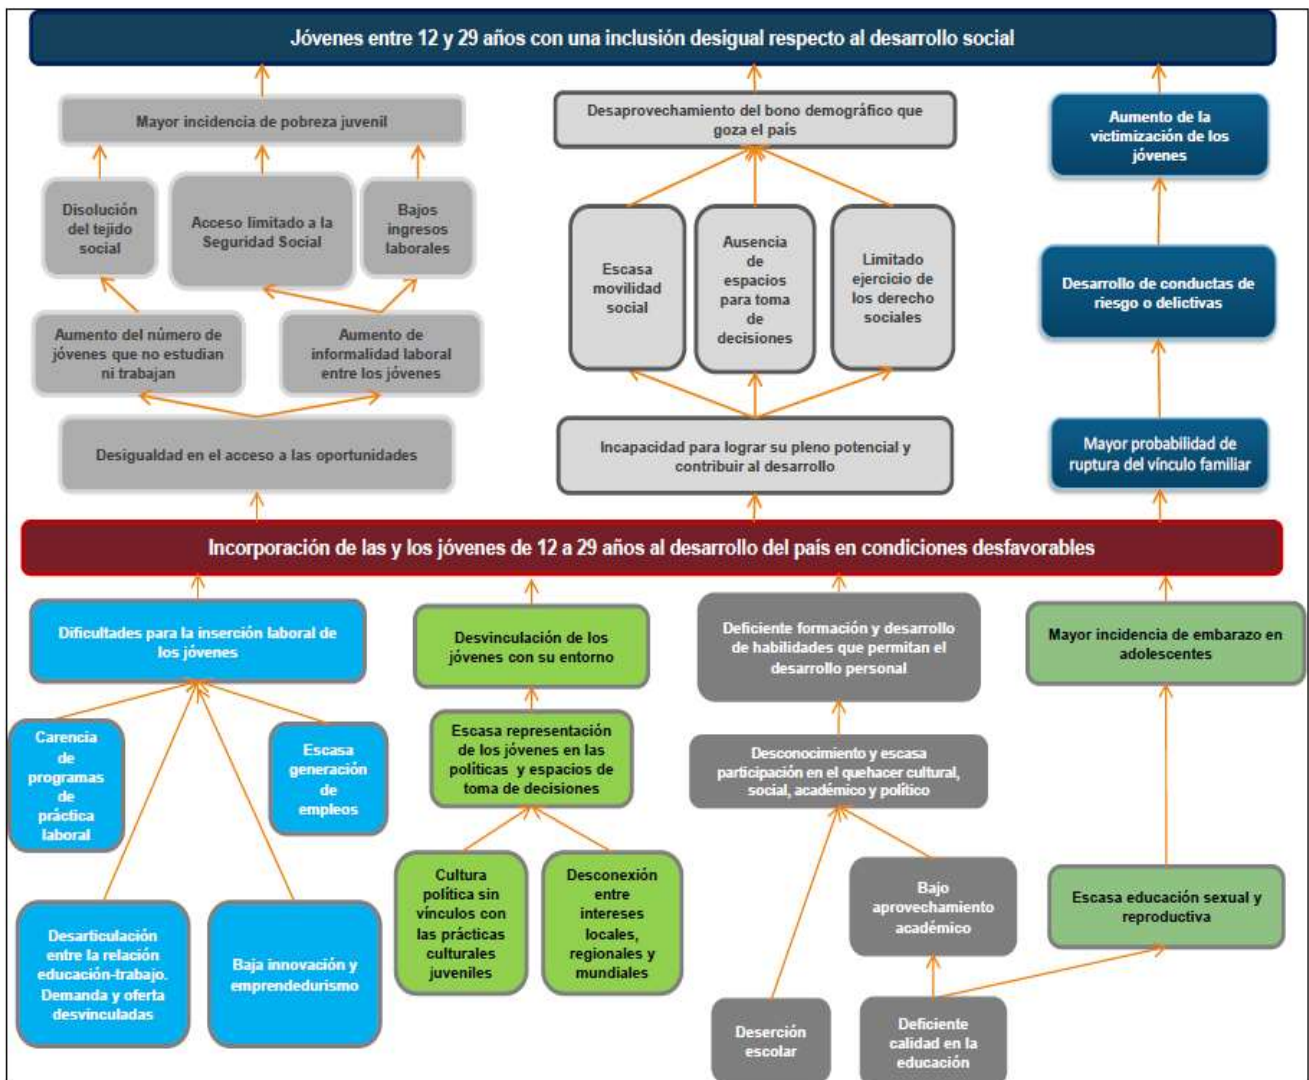 Jóvenes entre 12 y 29 años con una inclusión desigual respecto al desarrollo social
Mayor incidencia de pobreza juvenil
Desaprovechamiento del bono demográfico que
goza el país
Aumento de la
victimización de los
jóvenes
Disolución
del tejido
social
Acceso limitado a la
Seguridad Social
Bajos
ingresos
laborales
Escasa
movilidad
social
Ausencia
de
espacios
para toma
de
decisiones
Limitado
ejercicio de
los derecho
sociales
Desarrollo de conductas de
riesgo o delictivas
Aumento del número de
jóvenes que no estudian
ni trabajan
Aumento de
informalidad laboral
entre los jóvenes
Desigualdad en el acceso a las oportunidades
Incapacidad para lograr su pleno potencial y
contribuir al desarrollo
Mayor probabilidad de
ruptura del vínculo familiar
Incorporación de las y los jóvenes de 12 a 29 años al desarrollo del país en condiciones desfavorables
Dificultades para la inserción laboral de
los jóvenes
Desvinculación de los
jóvenes con su entorno
Deficiente formación y desarrollo
de habilidades que permitan el
desarrollo personal
Mayor incidencia de embarazo en
adolescentes
Carencia
de
programas
de
práctica
laboral
Escasa
generación
de
empleos
Escasa representación
de los jóvenes en las
políticas y espacios de
toma de decisiones
Desconocimiento y escasa
participación en el quehacer cultural,
social, académico y político
Desarticulación
entre la relación
educación-trabajo.
Demanda y oferta
desvinculadas
Baja innovación y
emprendedurismo
Cultura
política sin
vínculos con
las prácticas
culturales
juveniles
Desconexión
entre
intereses
locales,
regionales y
mundiales
Bajo
aprovechamiento
académico
Escasa educación sexual y
reproductiva
Deserción
escolar
Deficiente
calidad en la
educación